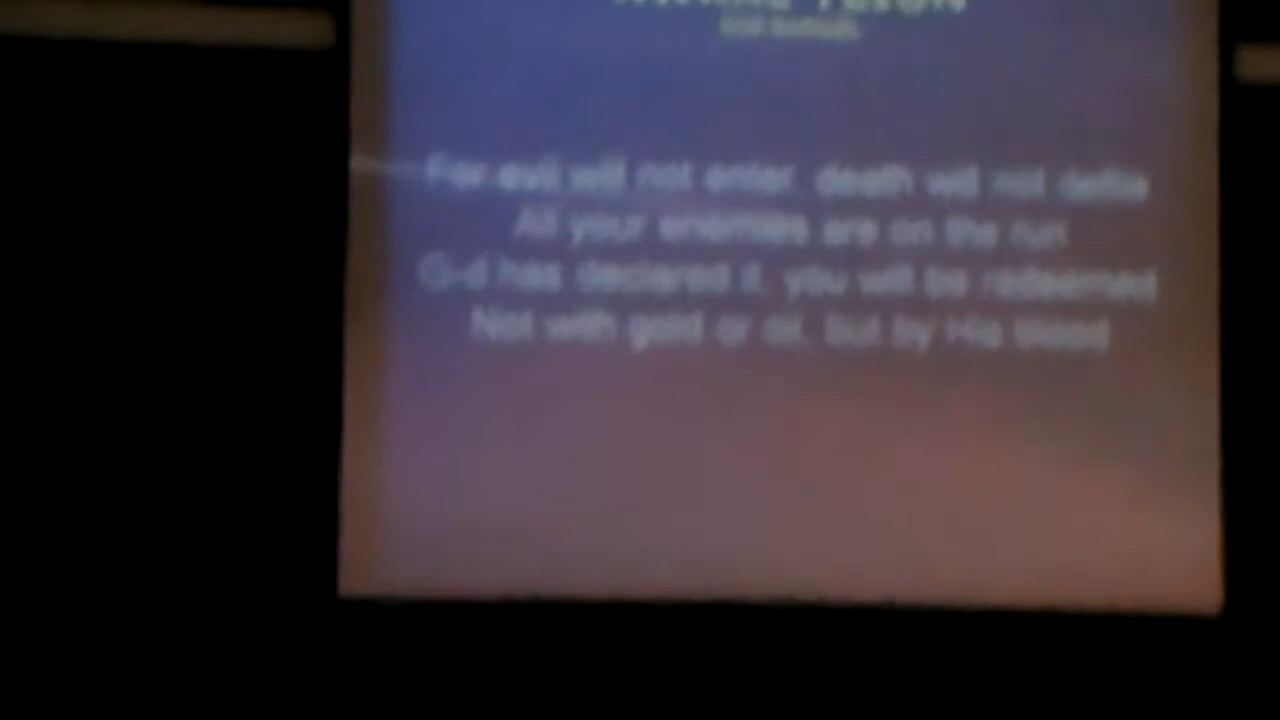 For evil will not enter, death will not defile
All your enemies are on the run
G-d has declared it, you will be redeemed
Not with gold or oil, but by His blood